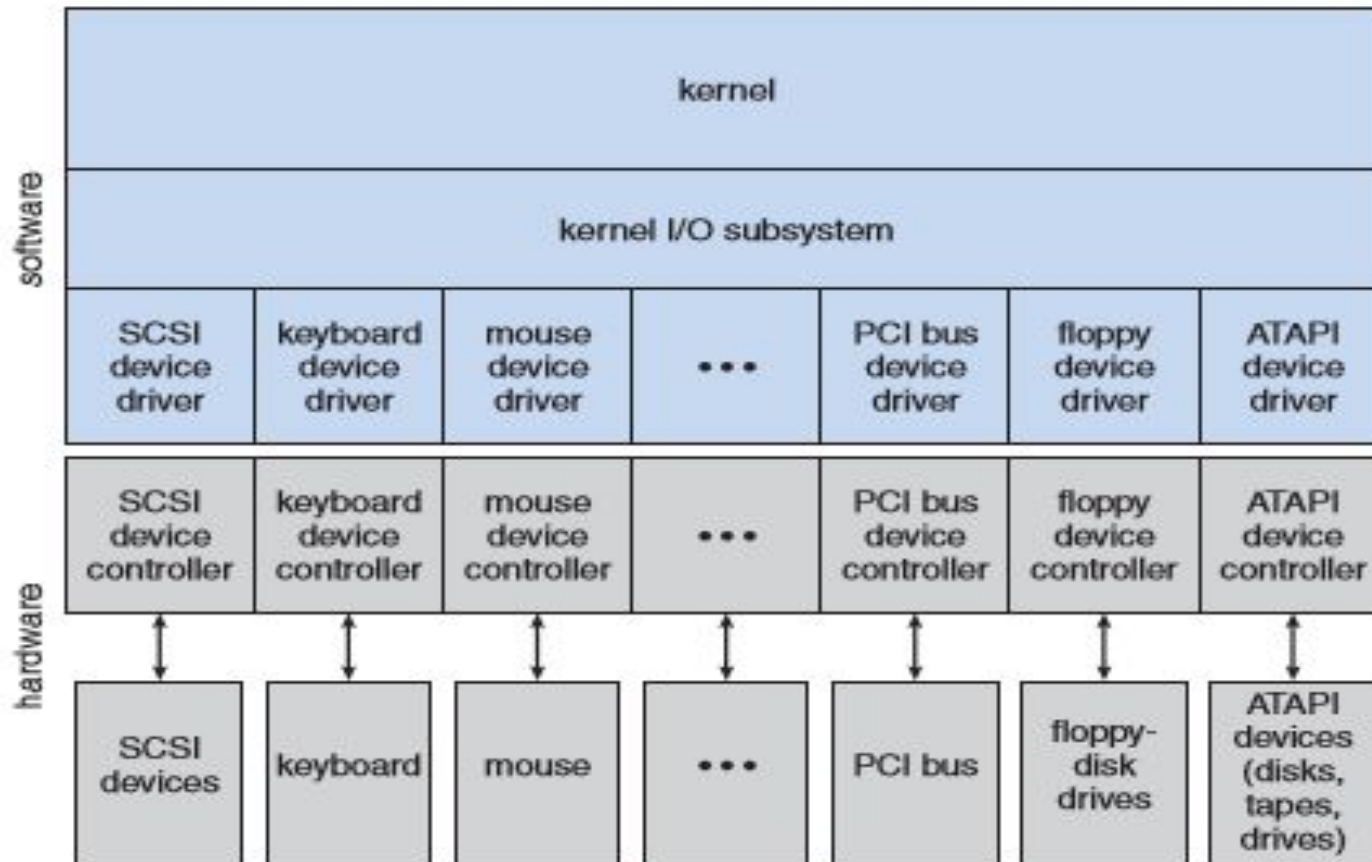 kernel
software
kernel I/O subsystem
SCSI
device
driver
keyboard
device
driver
mouse
device
driver
•••
PCI bus
device
driver
floppy
device
driver
ATAPI
device
driver
hardware
SCSI
device
controller
keyboard
device
controller
mouse
device
controller
•••
PCI bus
device
controller
floppy
device
controller
ATAPI
device
controller
SCSI
devices
keyboard
mouse
•••
PCI bus
floppy-
disk
drives
ATAPI
devices
(disks,
tapes,
drives)